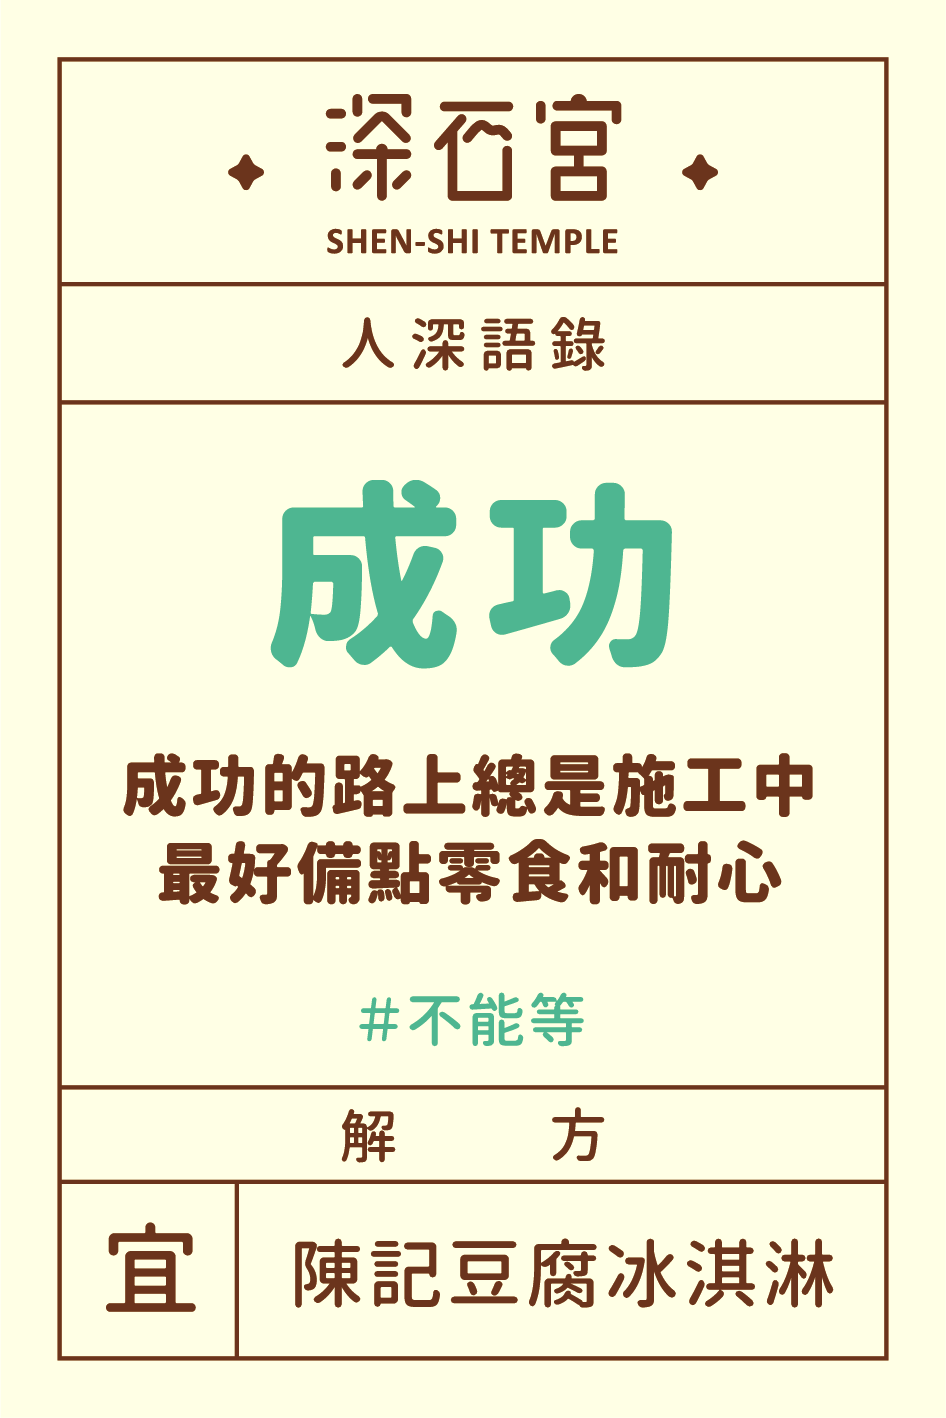 深石宮
SHEN-SHI TEMPLE
人深語錄
成功
成功的路上總是施工中
最好備點零食和耐心
#不能等
解 方
宜 陳記豆腐冰淇淋